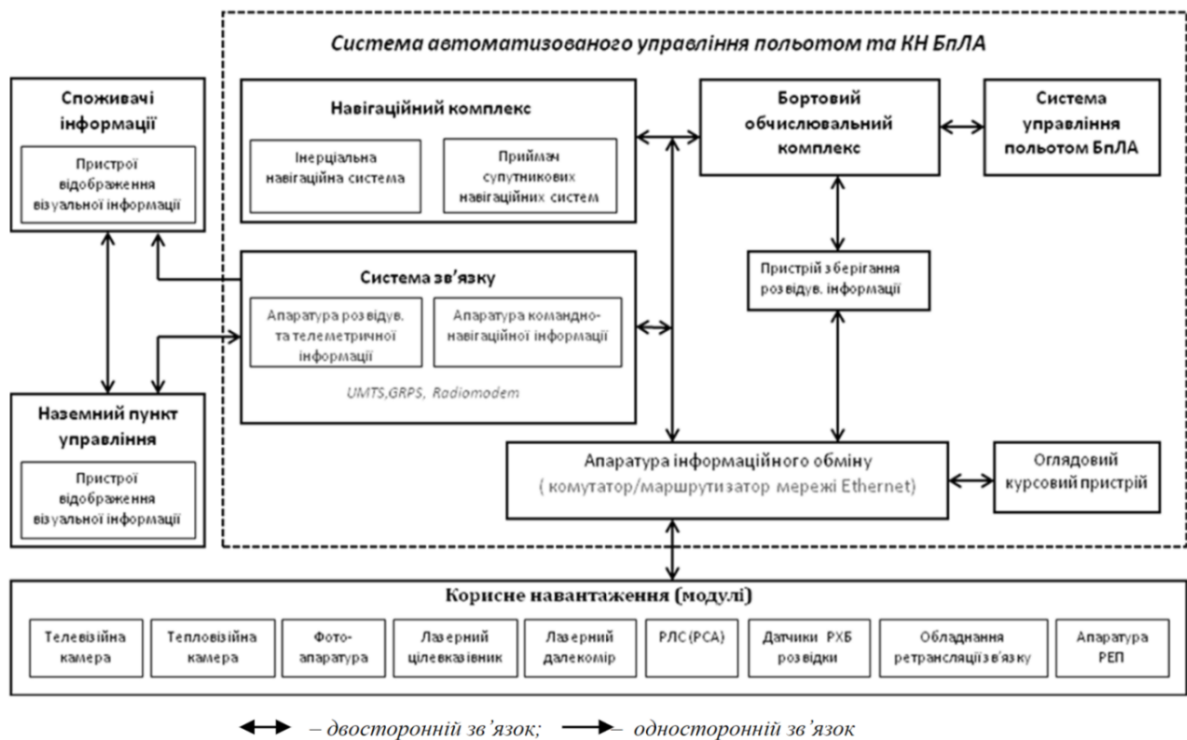 Система автоматизованого управління польотом та КН БпЛА
Споживачі
інформації
Пристрої
відображення
візуальної інформації
Навігаційний комплекс
Інерціальна
навігаційна система
Приймач
супутникових
навігаційних систем
Бортовий
обчислювальний
комплекс
Система
управління
польотом БпЛА
Система зв’язку
Апаратура розвідув.
та телеметричної
інформації
Апаратура командно-
навігаційної інформації
UMTS,GRPS, Radiomodem
Пристрій зберігання
розвідув. інформації
Наземний пункт
управління
Пристрої
відображення
візуальної інформації
Апаратура інформаційного обміну
( комутатор/маршрутизатор мережі Ethernet)
Оглядовий
курсовий пристрій
Корисне навантаження (модулі)
Телевізійна
камера
Тепловізійна
камера
Фото-
апаратура
Лазерний
цілевказівник
Лазерний
далекомір
РЛС (РСА)
Датчики РХБ
розвідки
Обладнання
ретрансляції зв’язку
Апаратура
РЕП
– двосторонній зв’язок; – односторонній зв’язок